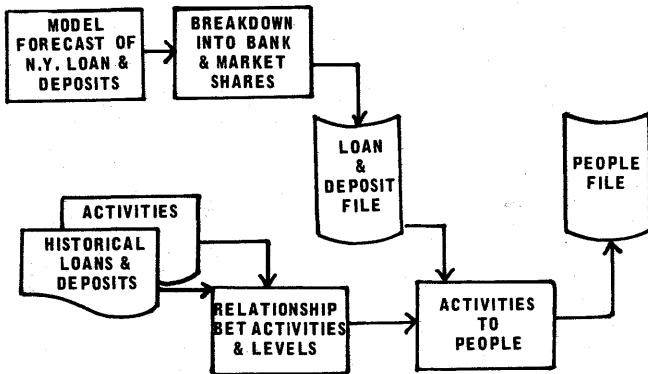 MODEL
FORECAST OF
N.Y. LOAN &
DEPOSITS
BREAKDOWN
INTO BANK
& MARKET
SHARES
LOAN
&
DEPOSIT
FILE
PEOPLE
FILE
ACTIVITIES
HISTORICAL
LOANS &
DEPOSITS
RELATIONSHIP
BET ACTIVITIES
& LEVELS
ACTIVITIES
TO
PEOPLE